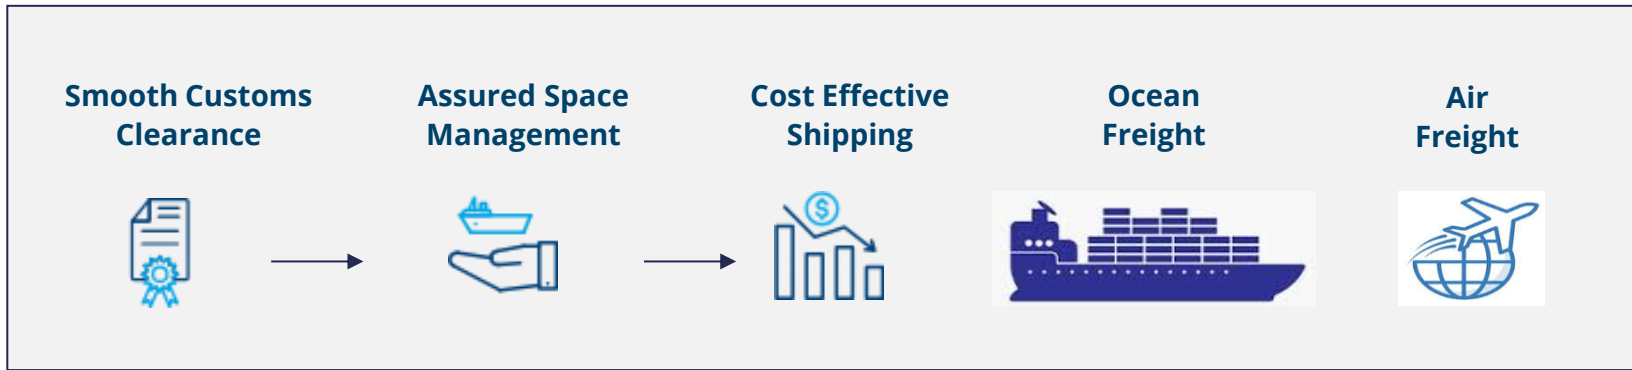 Smooth Customs
Clearance
Assured Space
Management
Cost Effective
Shipping
Ocean
Freight
Air
Freight
$